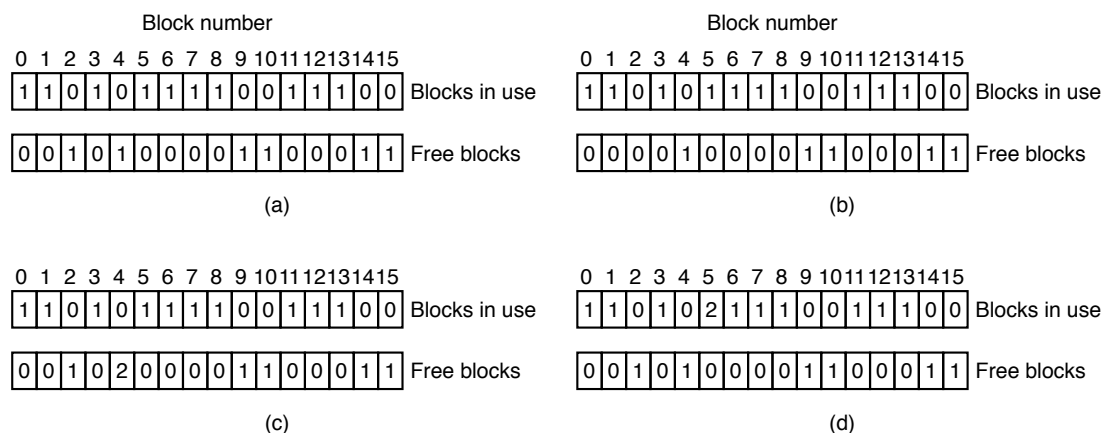 Block number
0 1 2 3 4 5 6 7 8 9 10 11 12 13 14 15
1 1 0 1 0 1 1 1 1 0 0 1 1 1 0 0 Blocks in use
0 0 1 0 1 0 0 0 0 1 1 0 0 0 1 1 Free blocks
(a)
Block number
0 1 2 3 4 5 6 7 8 9 10 11 12 13 14 15
1 1 0 1 0 1 1 1 1 0 0 1 1 1 0 0 Blocks in use
0 0 0 0 1 0 0 0 0 1 1 0 0 0 1 1 Free blocks
(b)
0 1 2 3 4 5 6 7 8 9 10 11 12 13 14 15
1 1 0 1 0 1 1 1 1 0 0 1 1 1 0 0 Blocks in use
0 0 1 0 2 0 0 0 0 1 1 0 0 0 1 1 Free blocks
(c)
0 1 2 3 4 5 6 7 8 9 10 11 12 13 14 15
1 1 0 1 0 2 1 1 1 0 0 1 1 1 0 0 Blocks in use
0 0 1 0 1 0 0 0 0 1 1 0 0 0 1 1 Free blocks
(d)